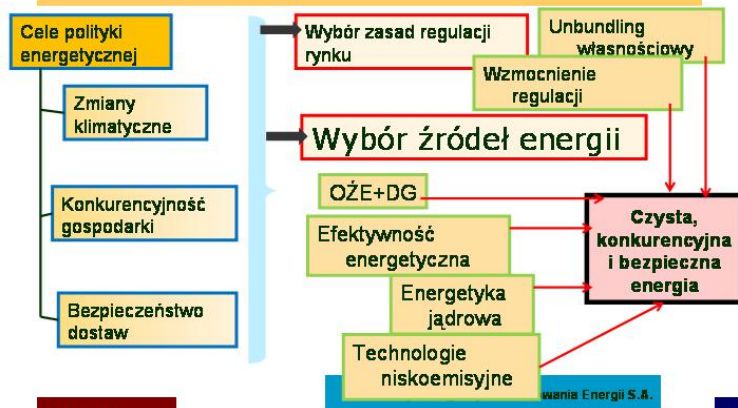 Cele polityki
energetycznej
Zmiany
klimatyczne
Konkurencyjność
gospodarki
Bezpieczeństwo
dostaw
Wybór zasad regulacji
rynku
Unbundling
własnościowy
Wzmocnienie
regulacji
Wybór źródeł energii
OŹE+DG
Efektywność
energetyczna
Energetyka
jądrowa
Technologie
niskoemisyjne
Czysta,
konkurencyjna
i bezpieczna
energia
Energii S.A.